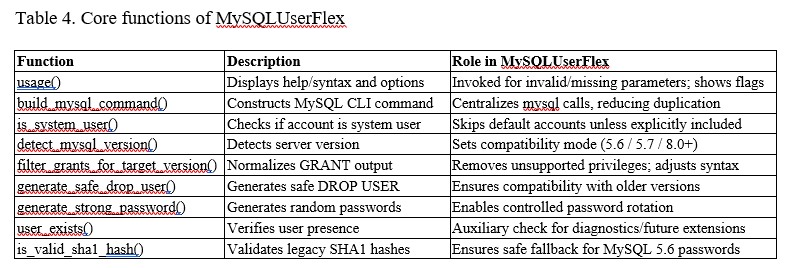 Table 4. Core functions of MySQLUserFlex
Function Description Role in MySQLUserFlex
usage() Displays help/syntax and options Invoked for invalid/missing parameters; shows flags
build_mysql_command() Constructs MySQL CLI command Centralizes mysql calls, reducing duplication
is_system_user() Checks if account is system user Skips default accounts unless explicitly included
detect_mysql_version() Detects server version Sets compatibility mode (5.6 / 5.7 / 8.0+)
filter_grants_for_target_version() Normalizes GRANT output Removes unsupported privileges; adjusts syntax
generate_safe_drop_user() Generates safe DROP USER Ensures compatibility with older versions
generate_strong_password() Generates random passwords Enables controlled password rotation
user_exists() Verifies user presence Auxiliary check for diagnostics/future extensions
is_valid_sha1_hash() Validates legacy SHA1 hashes Ensures safe fallback for MySQL 5.6 passwords